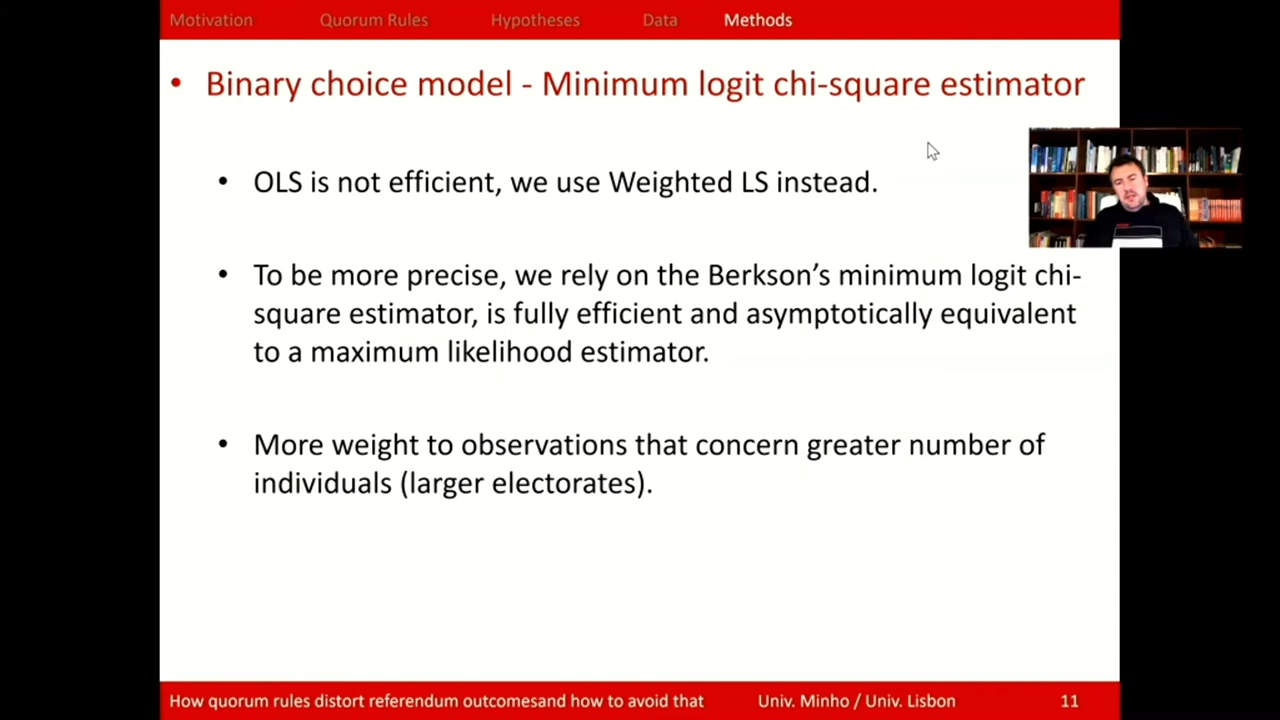 Motivation Quorum Rules Hypotheses Data Methods
• Binary choice model - Minimum logit chi-square estimator
• OLS is not efficient, we use Weighted LS instead.
• To be more precise, we rely on the Berkson’s minimum logit chi-
square estimator, is fully efficient and asymptotically equivalent
to a maximum likelihood estimator.
• More weight to observations that concern greater number of
individuals (larger electorates).
How quorum rules distort referendum outcomesand how to avoid that Univ. Minho / Univ. Lisbon 11